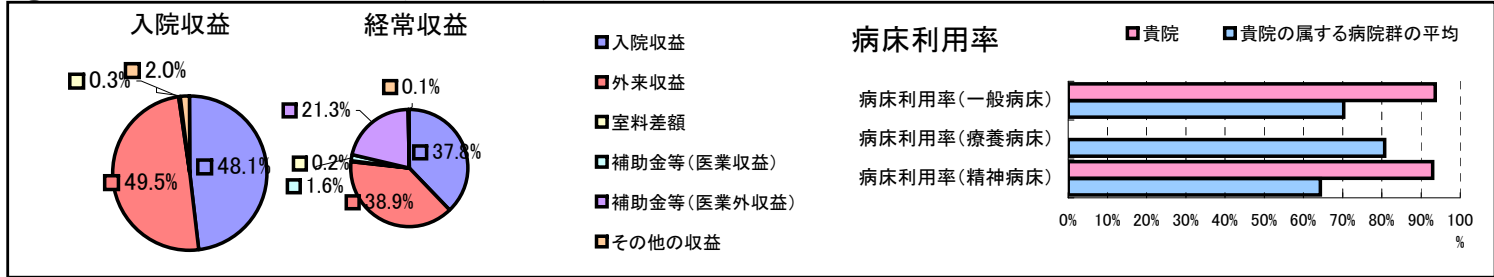 入院収益
0.3%
2.0%
48.1%
49.5%
経常収益
0.1%
21.3%
37.8%
0.2%
1.6%
38.9%
入院収益
外来収益
室料差額
補助金等(医業収益)
補助金等(医業外収益)
その他の収益
病床利用率
貴院 貴院の属する病院群の平均
病床利用率(一般病床)
病床利用率(療養病床)
病床利用率(精神病床)
0% 10% 20% 30% 40% 50% 60% 70% 80% 90% 100
%